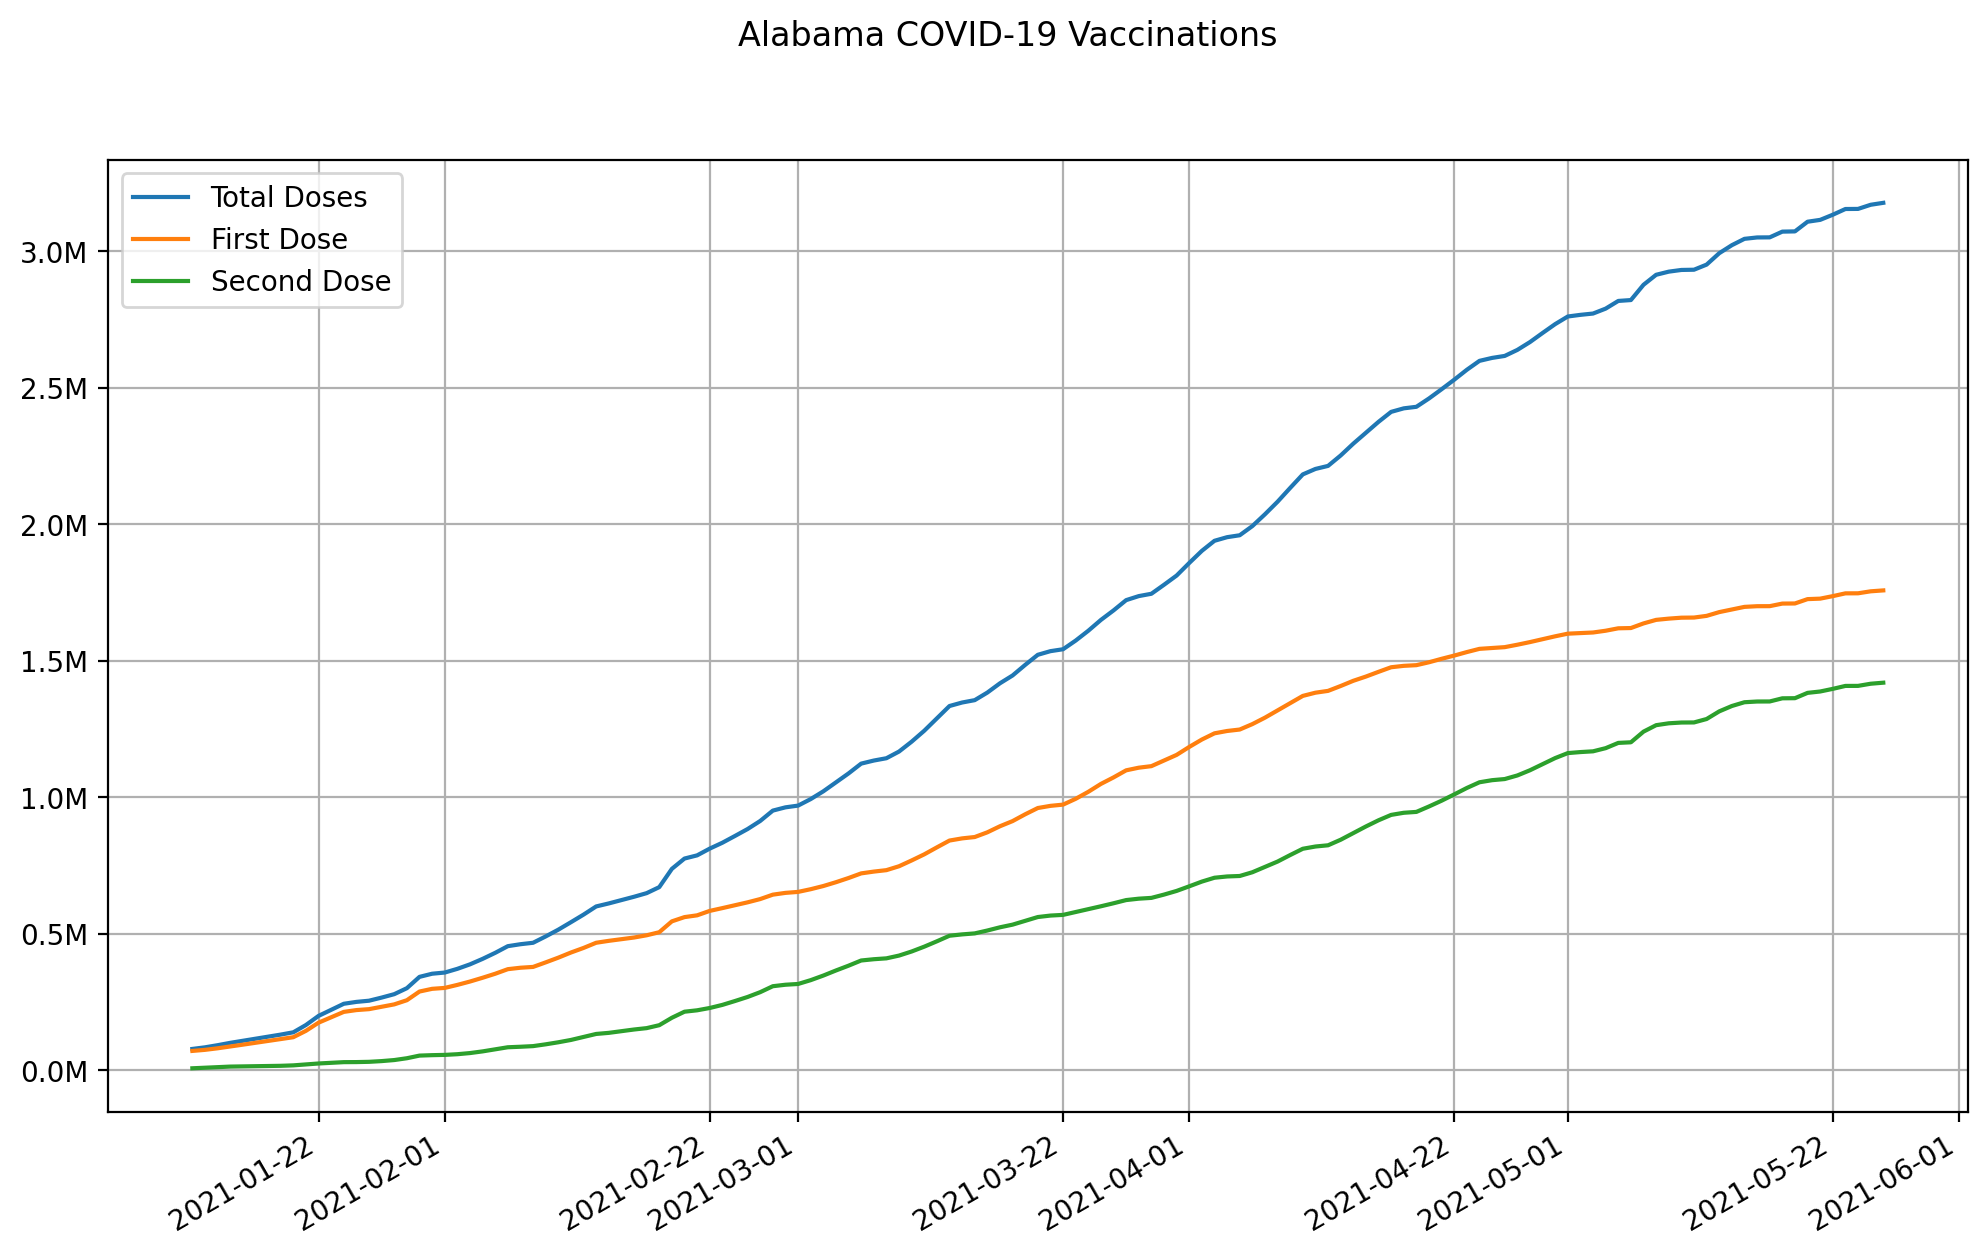 Alabama COVID-19 Vaccinations
Total Doses
First Dose
Second Dose
3.0M
2.5M
2.0M
1.5M
1.0M
0.5M
0.0M
2021-01-22
2021-02-01
2021-02-22
2021-03-01
2021-03-22
2021-04-01
2021-04-22
2021-05-01
2021-05-22
2021-06-01